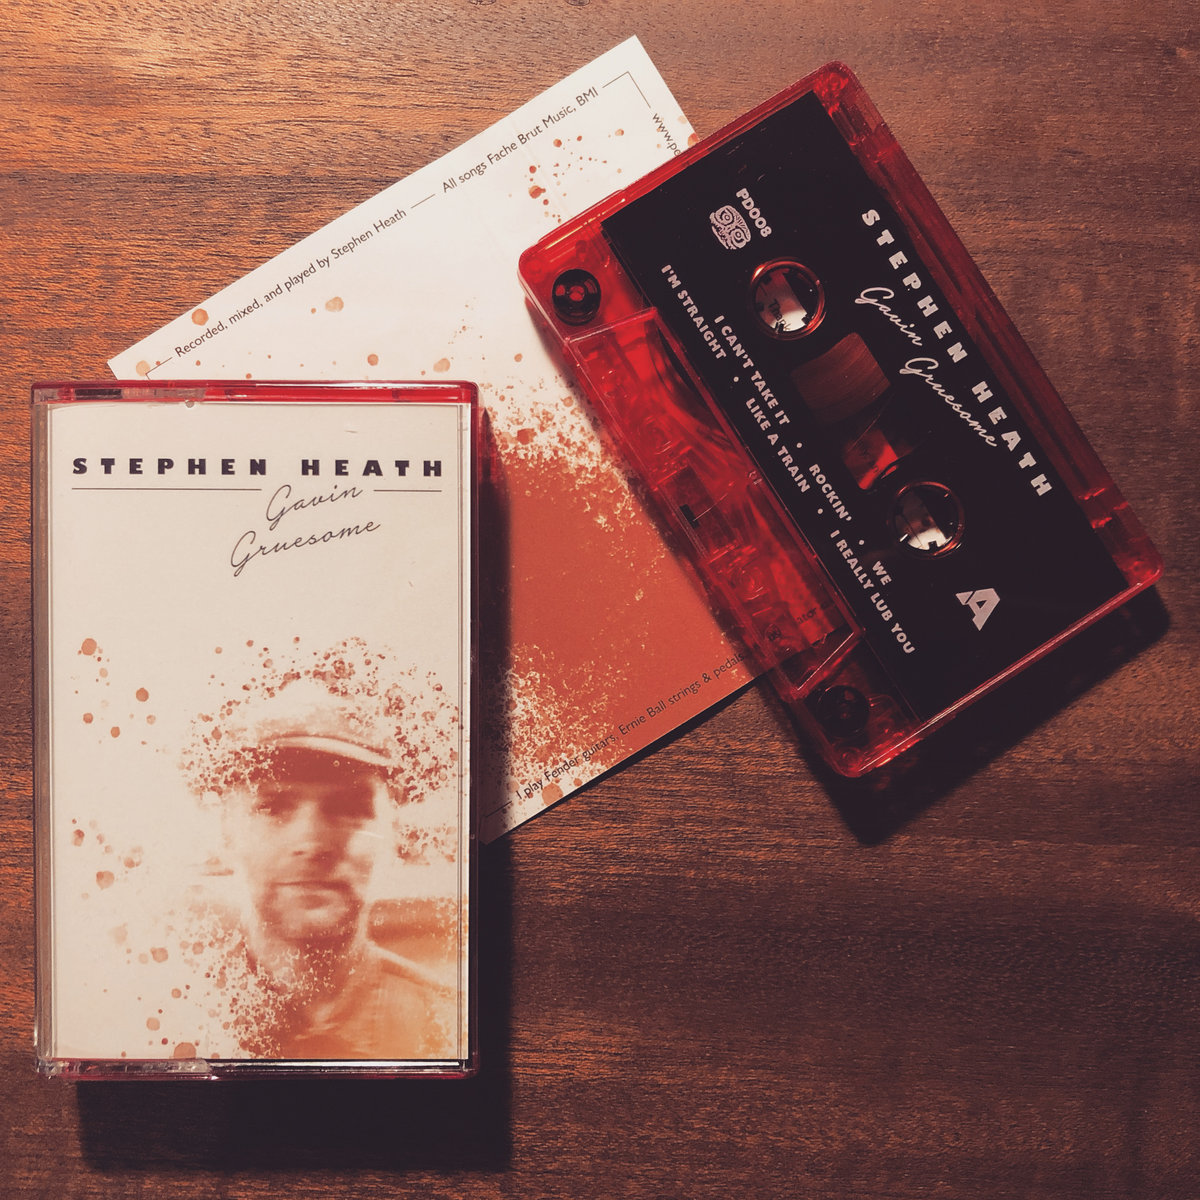 Recorded, mixed, and played by Stephen Heath — All songs Fache Brut Music, BMI
I play Fender guitars, Ernie Ball strings & pedals
STEPHEN HEATH
Gavin
Gruesome
STEPHEN HEATH
Gavin Gruesome
PD008
I CAN'T TAKE IT • ROCKIN' • WE
I'M STRAIGHT • LIKE A TRAIN • I REALLY LUB YOU
A